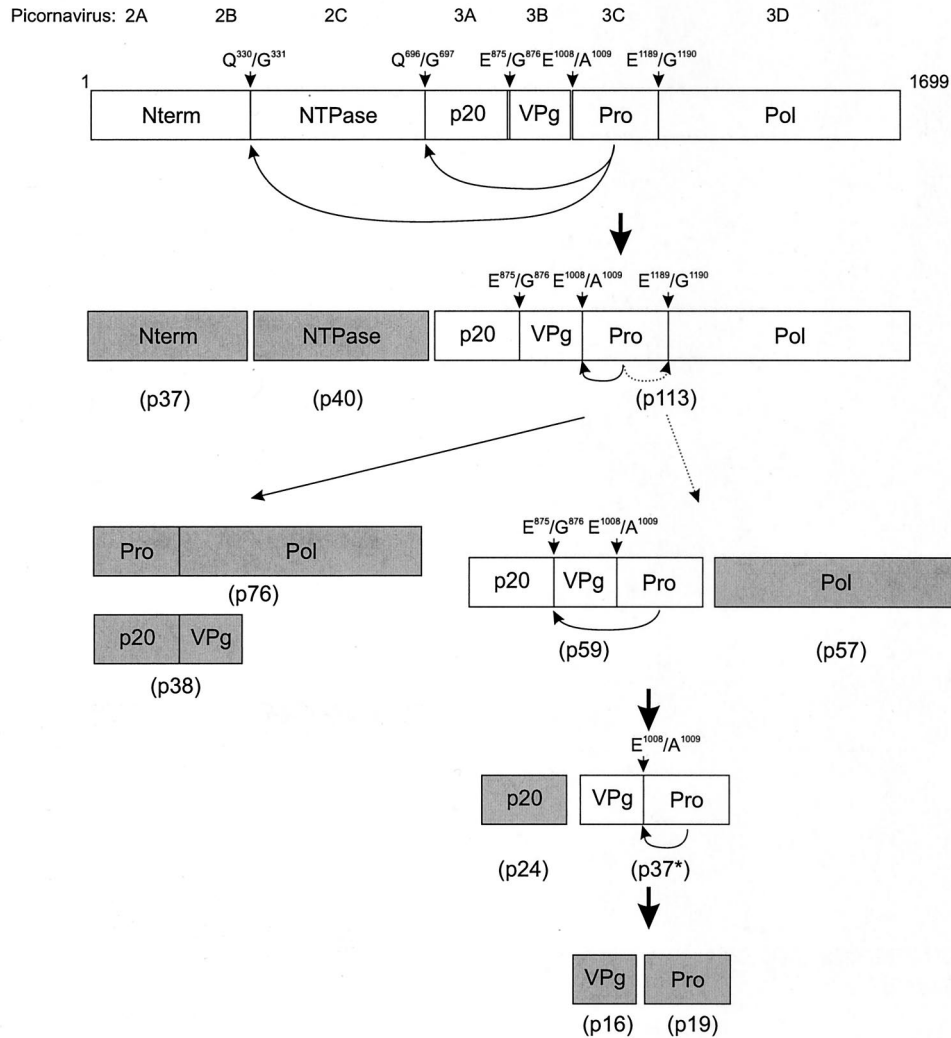 Picornavirus: 2A 2B 2C 3A 3B 3C 3D
Q³³⁰/G³³¹ Q⁶⁹⁶/G⁶⁹⁷ E⁸⁷⁵/G⁸⁷⁶ E¹⁰⁰⁸/A¹⁰⁰⁹ E¹¹⁸⁹/G¹¹⁹⁰
1 1699
Nterm NTPase p20 VPg Pro Pol
E⁸⁷⁵/G⁸⁷⁶ E¹⁰⁰⁸/A¹⁰⁰⁹ E¹¹⁸⁹/G¹¹⁹⁰
Nterm NTPase p20 VPg Pro Pol
(p37) (p40) (p113)
E⁸⁷⁵/G⁸⁷⁶ E¹⁰⁰⁸/A¹⁰⁰⁹
Pro Pol
(p76)
p20 VPg Pro Pol
p20 VPg
(p59) (p57)
(p38)
E¹⁰⁰⁸/A¹⁰⁰⁹
p20 VPg Pro
(p24) (p37*)
VPg Pro
(p16) (p19)